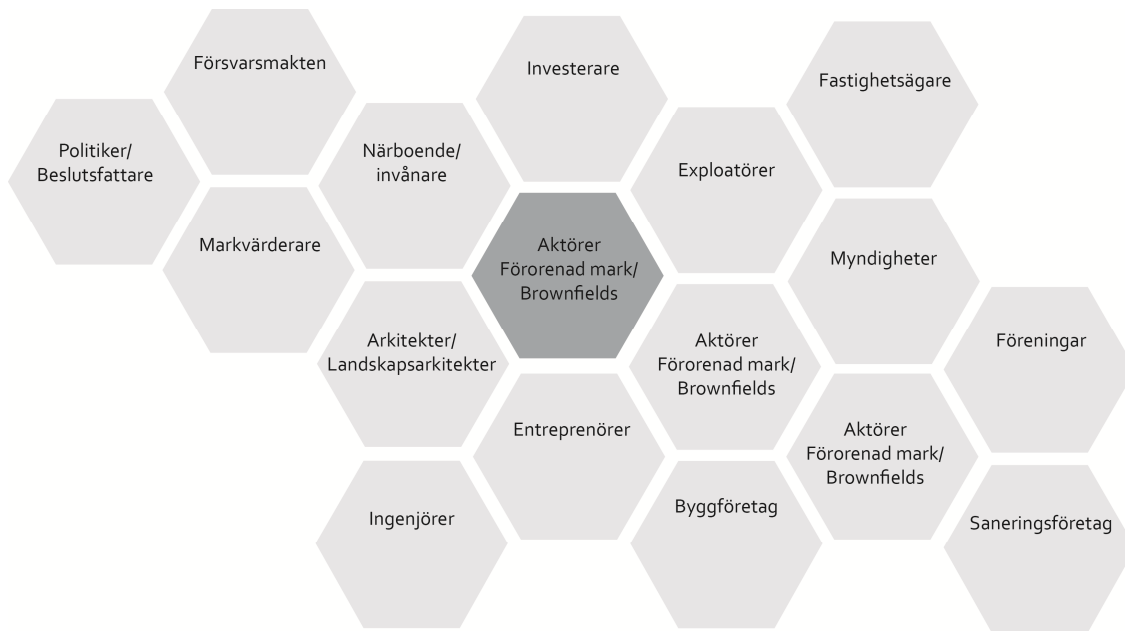 Försvarsmakten
Investerare
Fastighetsägare
Politiker/
Beslutsfattare
Närboende/
invånare
Exploatörer
Markvärderare
Aktörer
Förorenad mark/
Brownfields
Myndigheter
Arkitekter/
Landskapsarkitekter
Aktörer
Förorenad mark/
Brownfields
Föreningar
Entreprenörer
Aktörer
Förorenad mark/
Brownfields
Ingenjörer
Byggföretag
Saneringsföretag